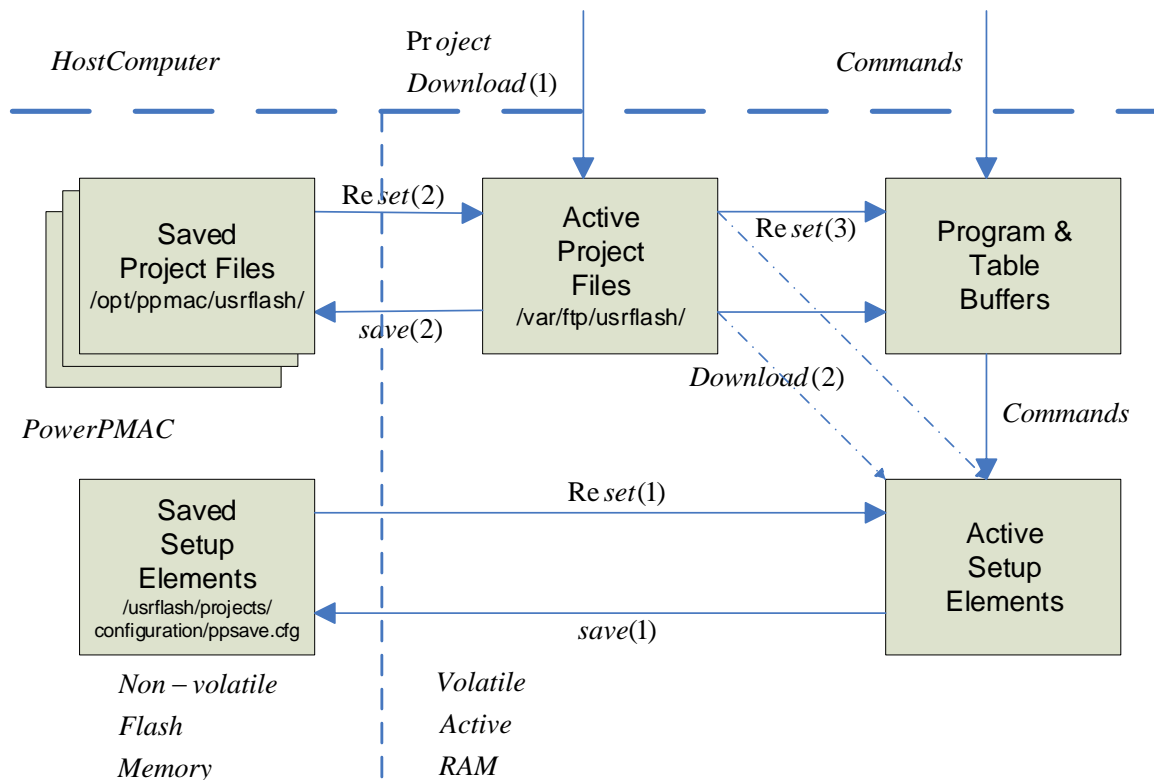 HostComputer
Project
Download(1)
Commands
Saved
Project Files
/opt/ppmac/usrflash/
Reset(2)
save(2)
Active
Project
Files
/var/ftp/usrflash/
Reset(3)
Download(2)
Program &
Table
Buffers
PowerPMAC
Commands
Saved
Setup
Elements
/usrflash/projects/
configuration/ppsave.cfg
Reset(1)
save(1)
Active
Setup
Elements
Non – volatile
Flash
Memory
Volatile
Active
RAM